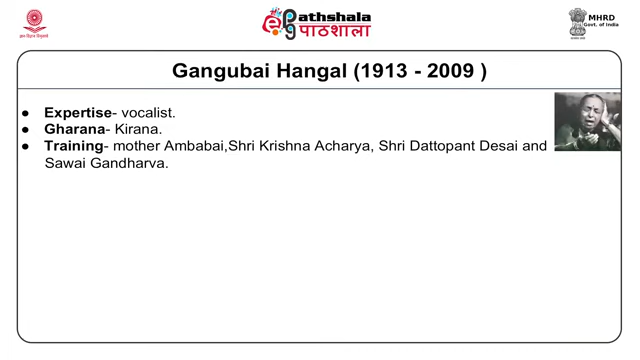 Pathshala
पाठशाला
MHRD
Govt. of India
Gangubai Hangal (1913 - 2009 )
● Expertise- vocalist.
● Gharana- Kirana.
● Training- mother Ambabai,Shri Krishna Acharya, Shri Dattopant Desai and
Sawai Gandharva.